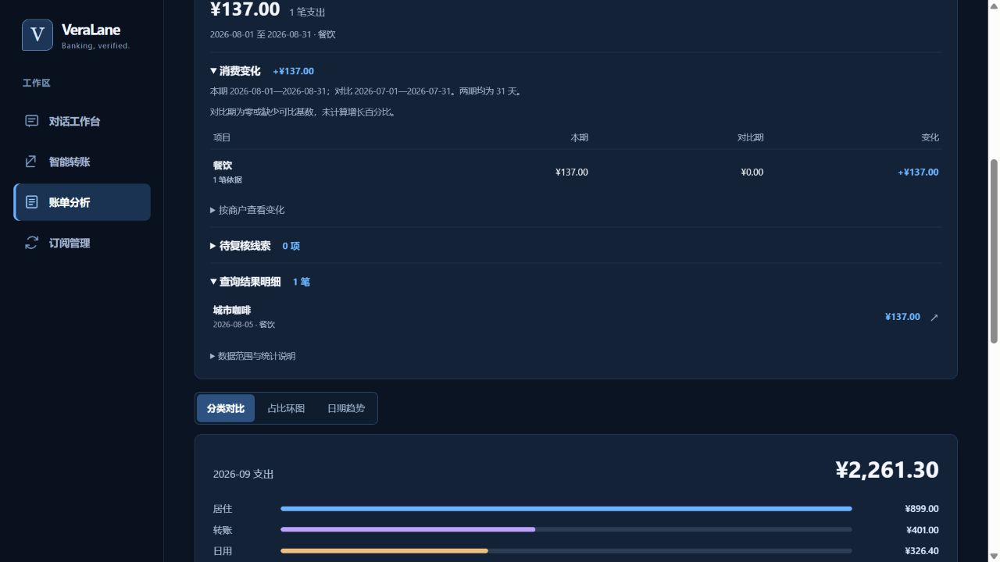 V
VeraLane
Banking, verified.
工作区
对话工作台
智能转账
账单分析
订阅管理
¥137.00 1 笔支出
2026-08-01 至 2026-08-31 · 餐饮
▼ 消费变化 +¥137.00
本期 2026-08-01—2026-08-31；对比 2026-07-01—2026-07-31。两期均为 31 天。
对比期为零或缺少可比基数，未计算增长百分比。
项目 本期 对比期 变化
餐饮 ¥137.00 ¥0.00 +¥137.00
1 笔依据
▶ 按商户查看变化
▶ 待复核线索 0 项
▼ 查询结果明细 1 笔
城市咖啡 ¥137.00 ↗
2026-08-05 · 餐饮
▶ 数据范围与统计说明
分类对比 占比环图 日期趋势
2026-09 支出 ¥2,261.30
居住 ¥899.00
转账 ¥401.00
日用 ¥326.40